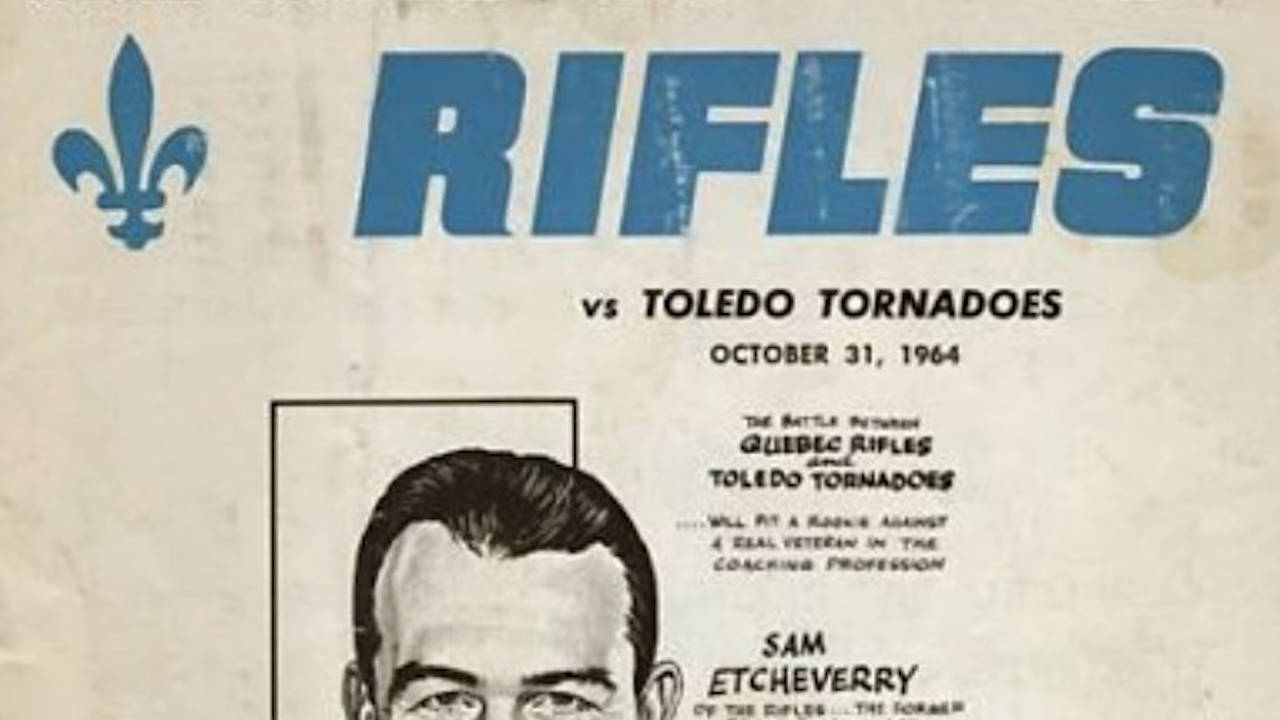 RIFLES
vs TOLEDO TORNADOES
OCTOBER 31, 1964
THE BATTLE BETWEEN
QUEBEC RIFLES
and
TOLEDO TORNADOES
....WILL PIT A ROOKIE AGAINST
A REAL VETERAN IN THE
COACHING PROFESSION
SAM
ETCHEVERRY
OF THE RIFLES...THE FORMER